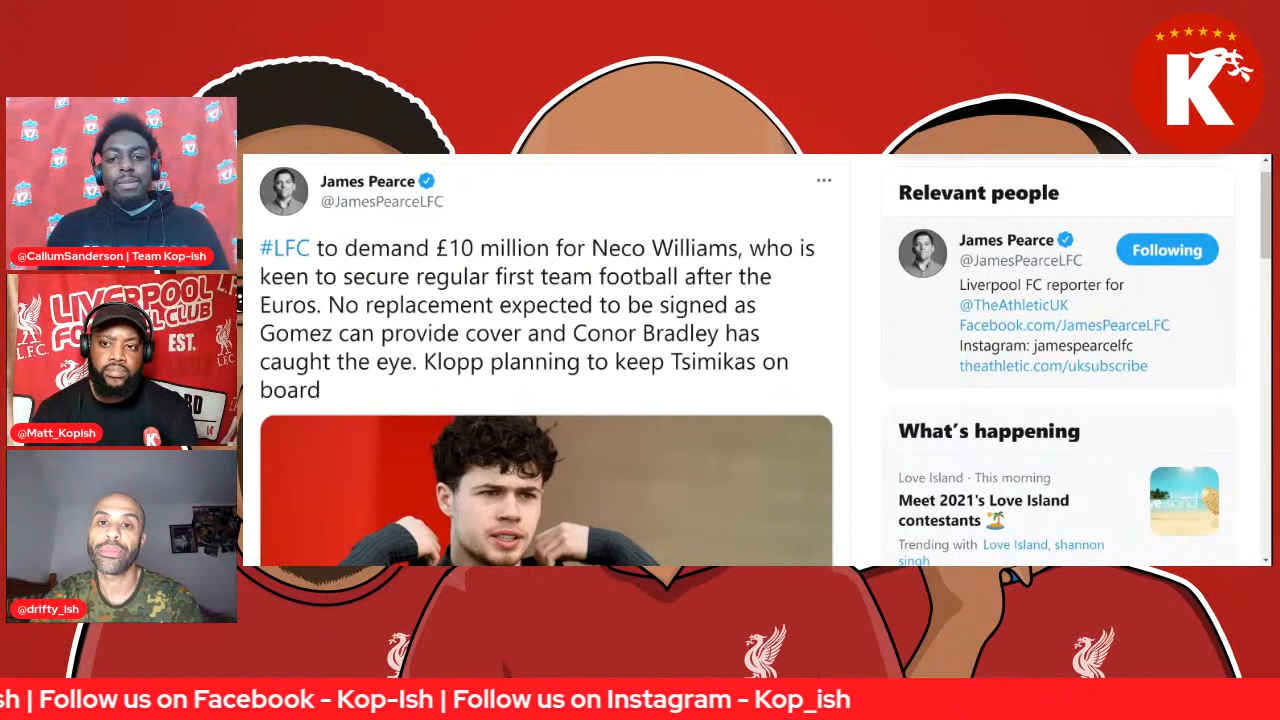 K
@CallumSanderson | Team Kop-ish
LIVERPOOL
FOOTBALL CLUB
EST.
L.F.C.
@Matt_Kopish
@drifty_ish
James Pearce
@JamesPearceLFC
#LFC to demand £10 million for Neco Williams, who is
keen to secure regular first team football after the
Euros. No replacement expected to be signed as
Gomez can provide cover and Conor Bradley has
caught the eye. Klopp planning to keep Tsimikas on
board
Relevant people
James Pearce
@JamesPearceLFC
Following
Liverpool FC reporter for
@TheAthleticUK
Facebook.com/JamesPearceLFC
Instagram: jamespearcelfc
theathletic.com/uksubscribe
What's happening
Love Island · This morning
Meet 2021's Love Island
contestants
Trending with Love Island, shannon
singh
sh | Follow us on Facebook - Kop-Ish | Follow us on Instagram - Kop_ish